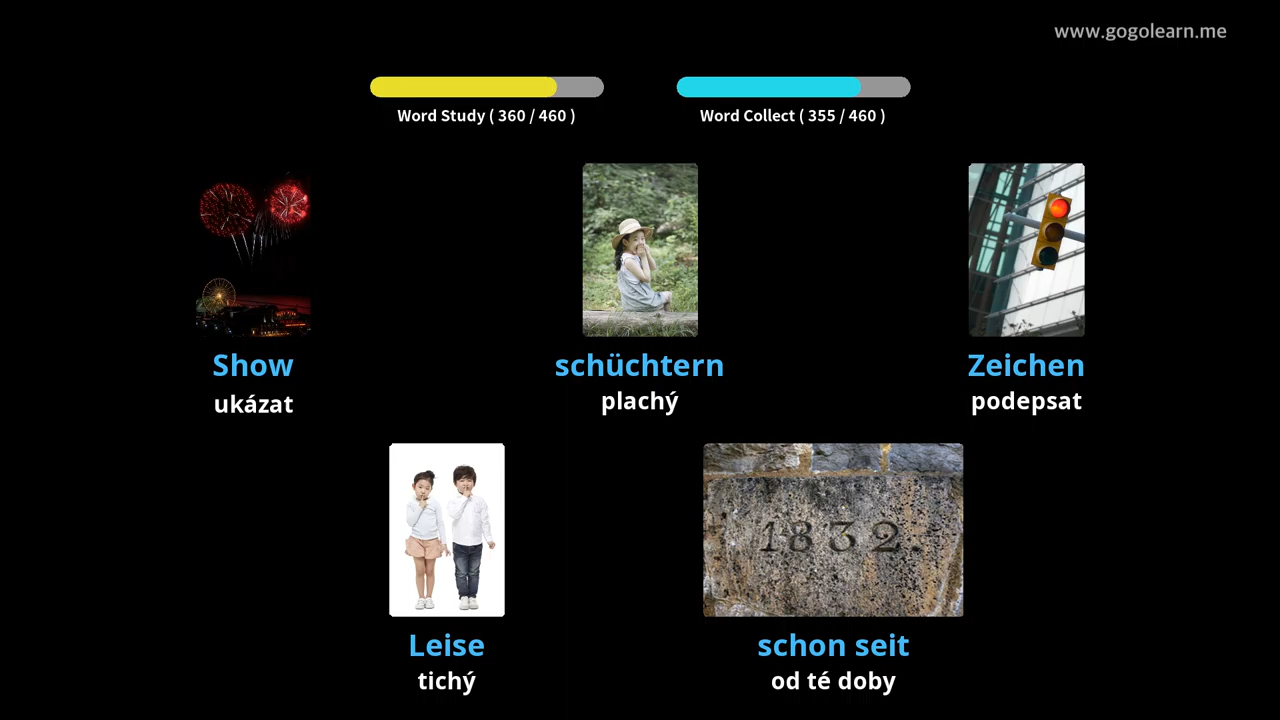 www.gogolearn.me
Word Study ( 360 / 460 )
Word Collect ( 355 / 460 )
Show
ukázat
schüchtern
plachý
Zeichen
podepsat
1832.
Leise
tichý
schon seit
od té doby